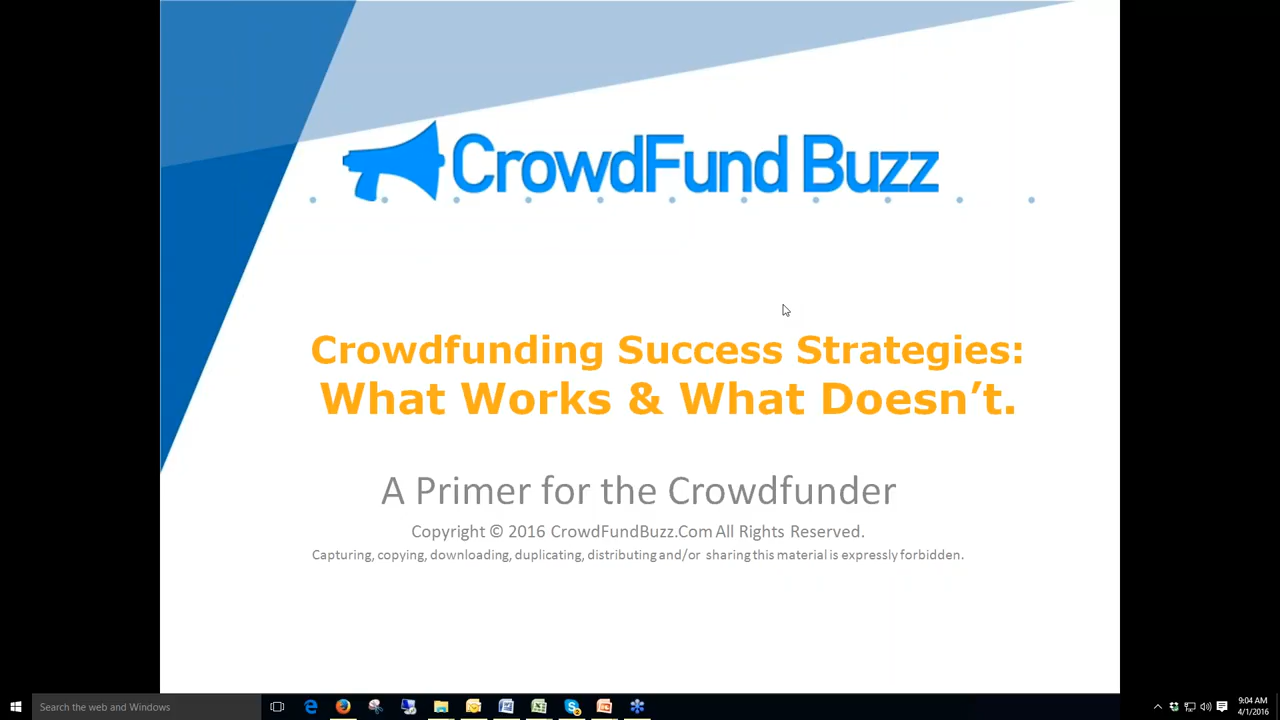 CrowdFund Buzz
Crowdfunding Success Strategies:
What Works & What Doesn’t.
A Primer for the Crowdfunder
Copyright © 2016 CrowdFundBuzz.Com All Rights Reserved.
Capturing, copying, downloading, duplicating, distributing and/or sharing this material is expressly forbidden.
Search the web and Windows
9:04 AM
4/1/2016